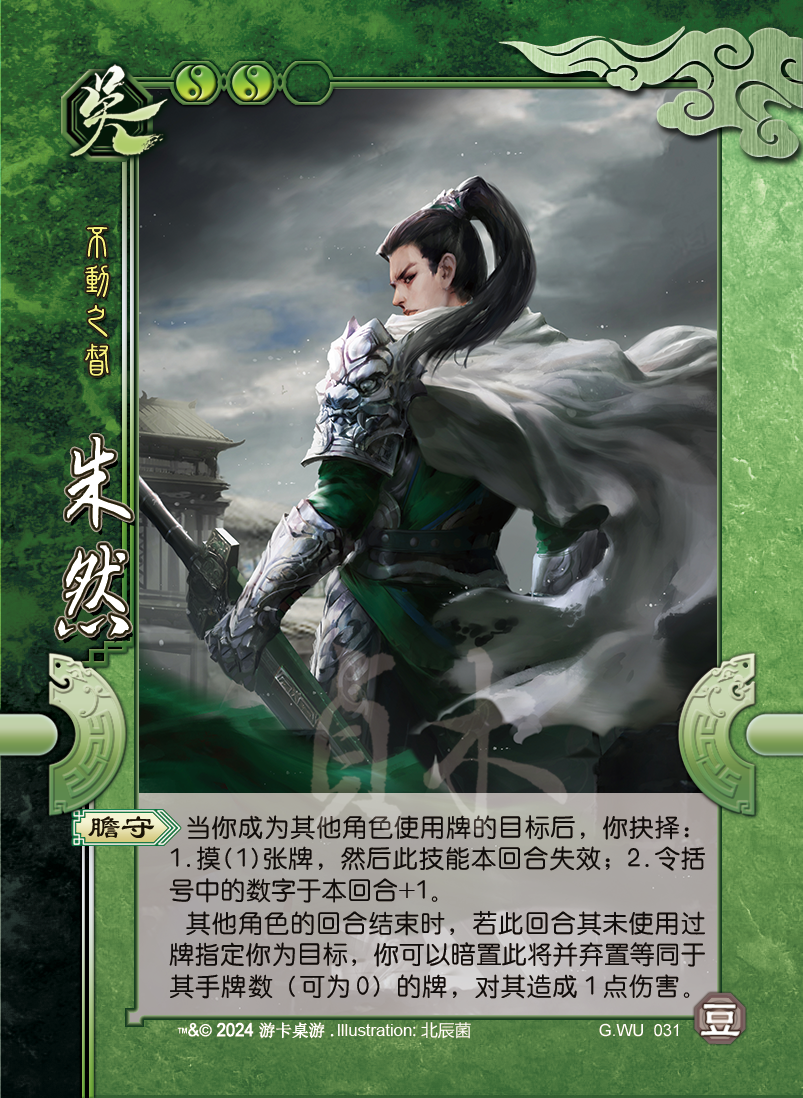 吴
不動之督
朱然
貞木
膽守
当你成为其他角色使用牌的目标后，你抉择：
1.摸(1)张牌，然后此技能本回合失效；2.令括
号中的数字于本回合+1。
其他角色的回合结束时，若此回合其未使用过
牌指定你为目标，你可以暗置此将并弃置等同于
其手牌数（可为0）的牌，对其造成1点伤害。
™&© 2024 游卡桌游 .Illustration: 北辰菌
G.WU 031
豆